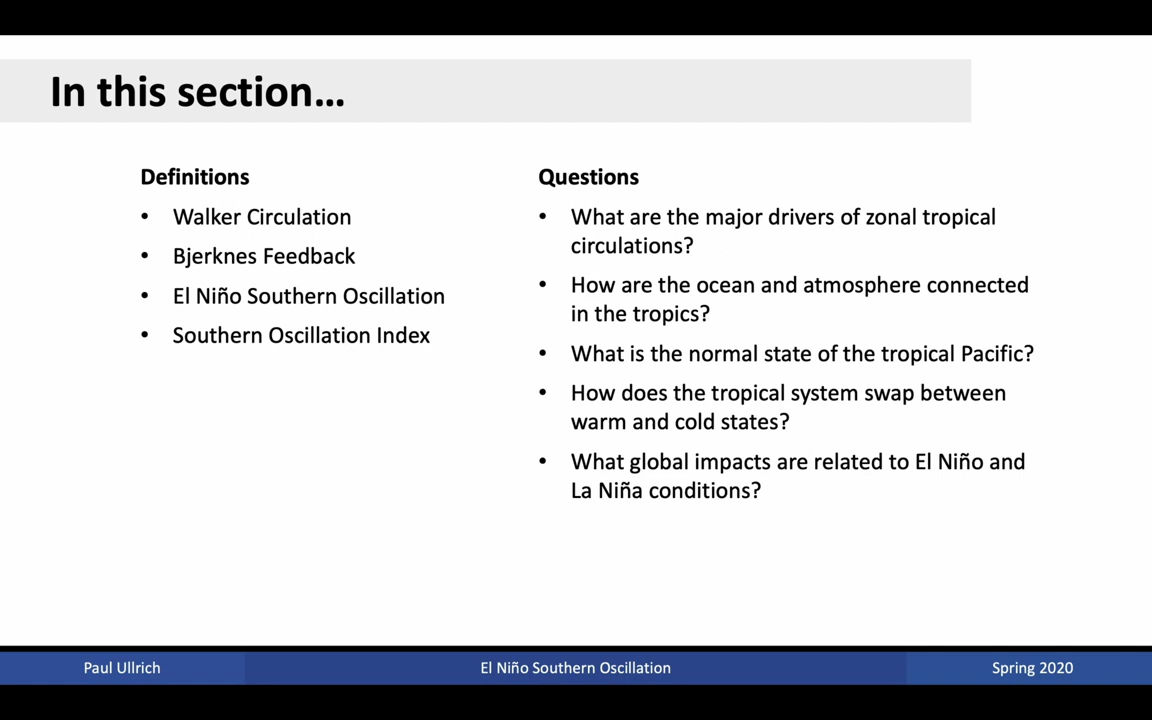 In this section…
Definitions
• Walker Circulation
• Bjerknes Feedback
• El Niño Southern Oscillation
• Southern Oscillation Index
Questions
• What are the major drivers of zonal tropical
circulations?
• How are the ocean and atmosphere connected
in the tropics?
• What is the normal state of the tropical Pacific?
• How does the tropical system swap between
warm and cold states?
• What global impacts are related to El Niño and
La Niña conditions?
Paul Ullrich
El Niño Southern Oscillation
Spring 2020